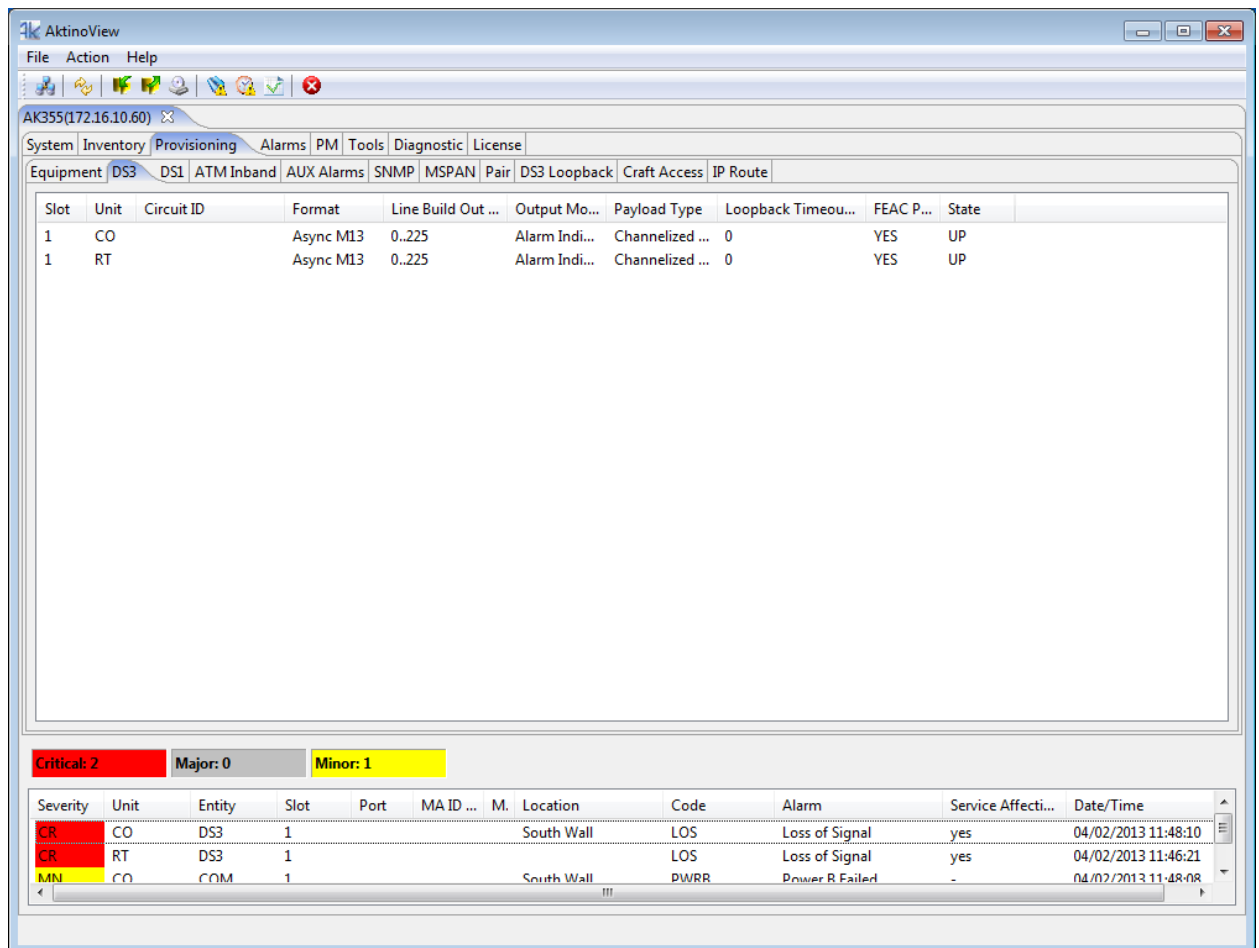 AktinoView
File Action Help
AK355(172.16.10.60)
System Inventory Provisioning Alarms PM Tools Diagnostic License
Equipment DS3 DS1 ATM Inband AUX Alarms SNMP MSPAN Pair DS3 Loopback Craft Access IP Route
Slot Unit Circuit ID Format Line Build Out ... Output Mo... Payload Type Loopback Timeou... FEAC P... State
1 CO Async M13 0..225 Alarm Indi... Channelized ... 0 YES UP
1 RT Async M13 0..225 Alarm Indi... Channelized ... 0 YES UP
Critical: 2 Major: 0 Minor: 1
Severity Unit Entity Slot Port MA ID ... M. Location Code Alarm Service Affecti... Date/Time
CR CO DS3 1 South Wall LOS Loss of Signal yes 04/02/2013 11:48:10
CR RT DS3 1 LOS Loss of Signal yes 04/02/2013 11:46:21
MN CO COM 1 South Wall PWRB Power B Failed - 04/02/2013 11:48:08